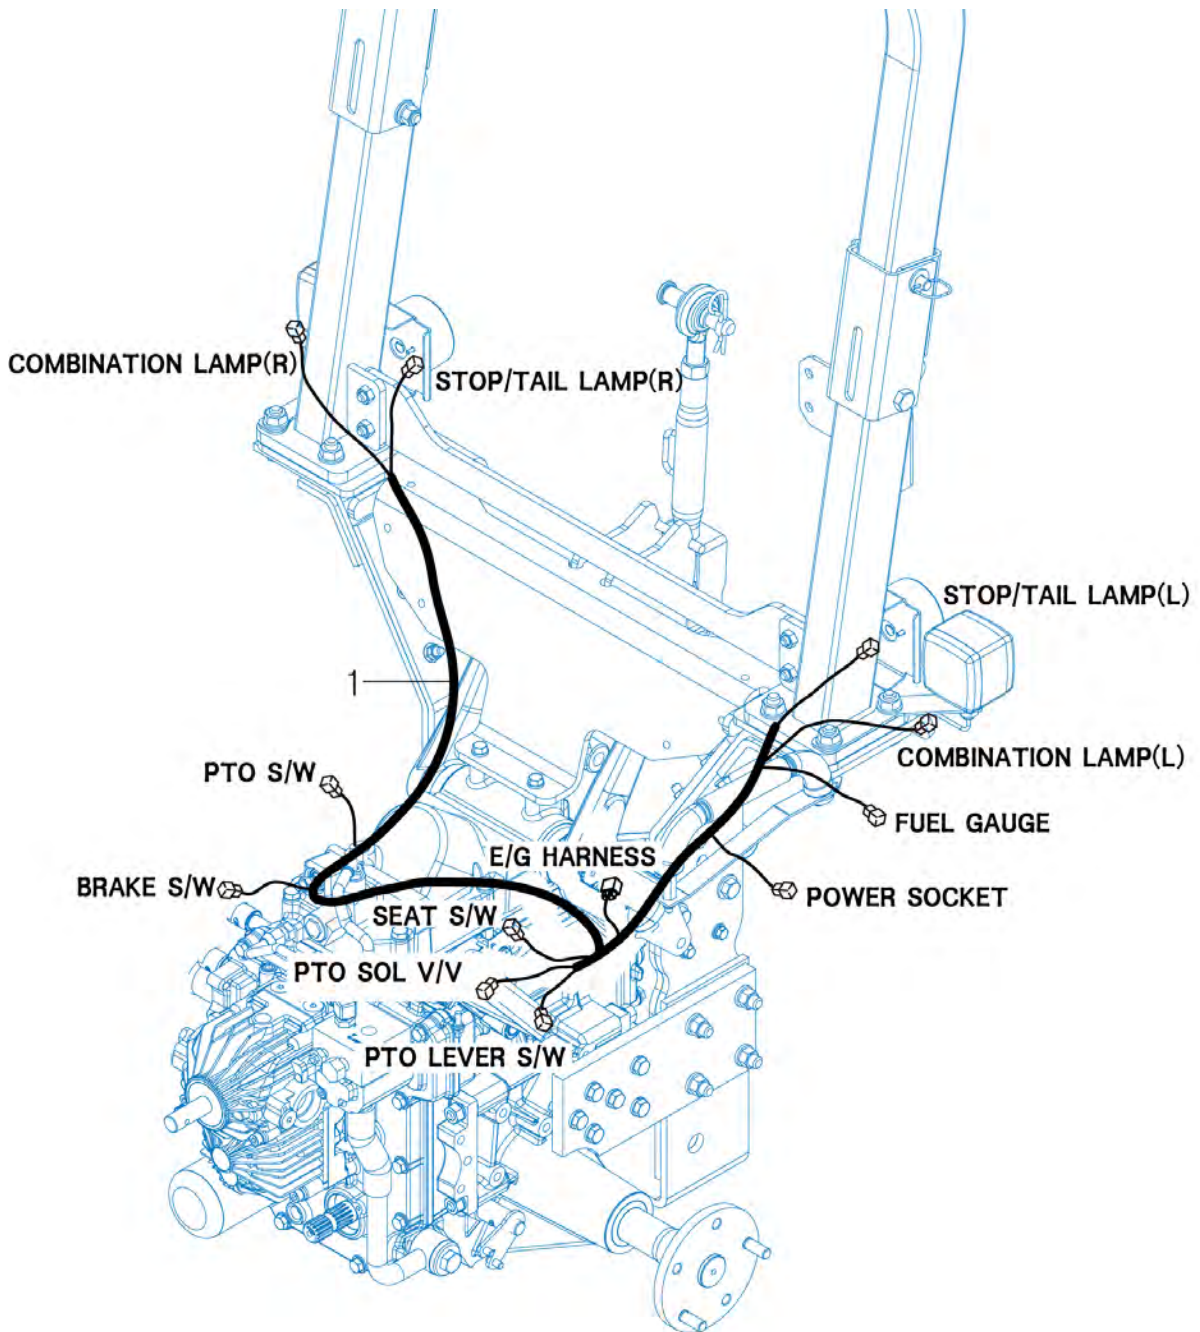 COMBINATION LAMP(R)
STOP/TAIL LAMP(R)
STOP/TAIL LAMP(L)
1
COMBINATION LAMP(L)
PTO S/W
FUEL GAUGE
E/G HARNESS
BRAKE S/W
POWER SOCKET
SEAT S/W
PTO SOL V/V
PTO LEVER S/W